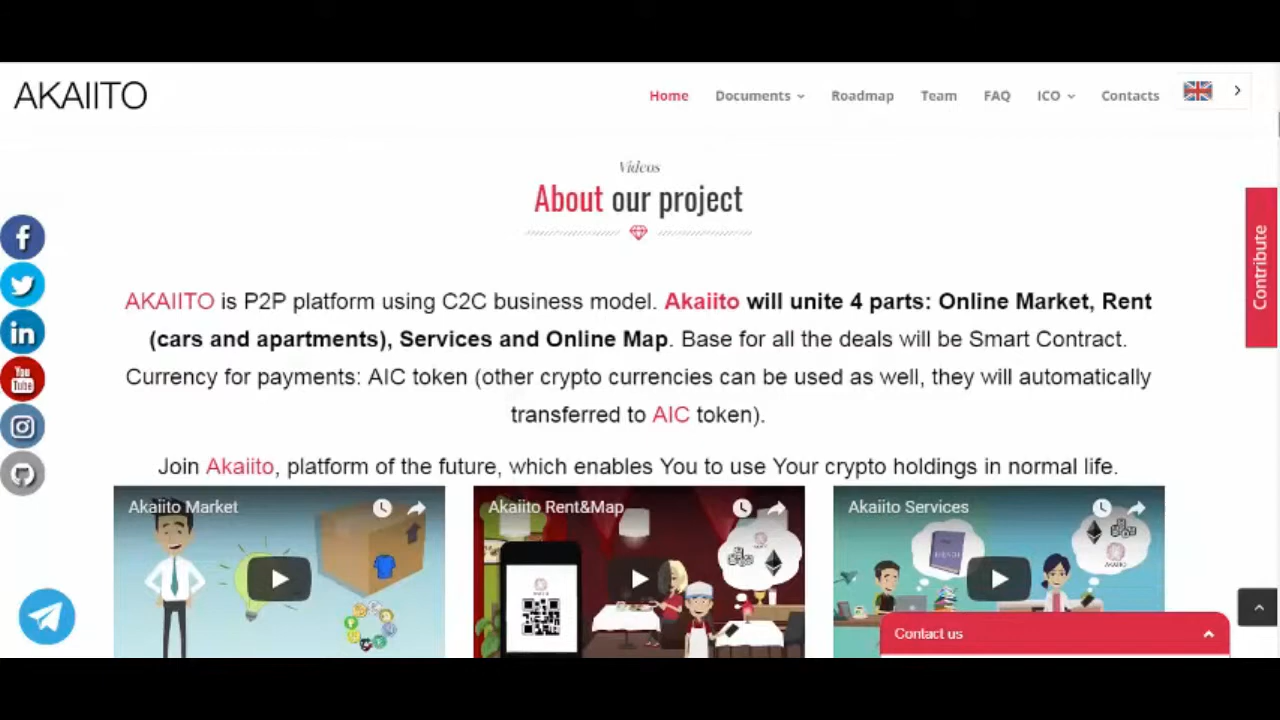 AKAIITO
Home Documents Roadmap Team FAQ ICO Contacts
Videos
About our project
Contribute
AKAIITO is P2P platform using C2C business model. Akaiito will unite 4 parts: Online Market, Rent
(cars and apartments), Services and Online Map. Base for all the deals will be Smart Contract.
Currency for payments: AIC token (other crypto currencies can be used as well, they will automatically
transferred to AIC token).
Join Akaiito, platform of the future, which enables You to use Your crypto holdings in normal life.
You
Tube
Akaiito Market
Akaiito Rent&Map
Akaiito Services
AKAIITO
Contact us